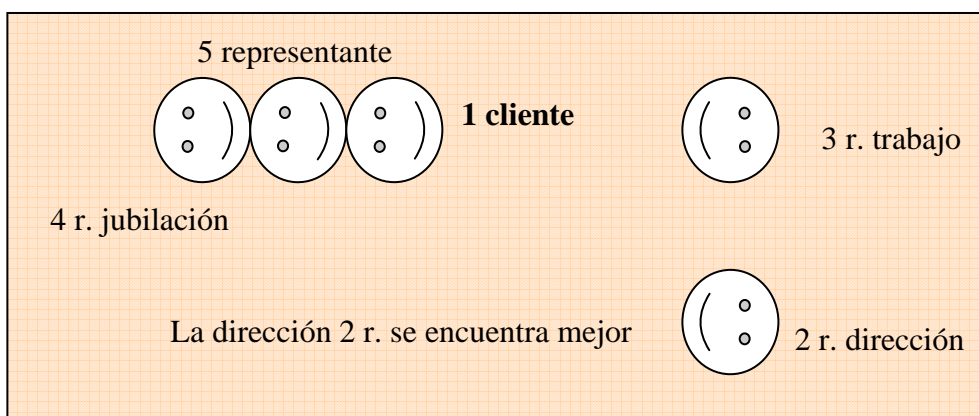 5 representante
1 cliente
3 r. trabajo
4 r. jubilación
La dirección 2 r. se encuentra mejor
2 r. dirección